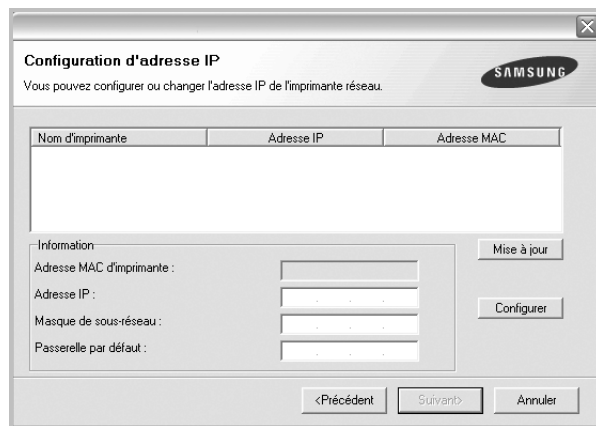 Configuration d'adresse IP
Vous pouvez configurer ou changer l'adresse IP de l'imprimante réseau.
SAMSUNG
Nom d'imprimante Adresse IP Adresse MAC
Information
Mise à jour
Adresse MAC d'imprimante :
Adresse IP :
Configurer
Masque de sous-réseau :
Passerelle par défaut :
<Précédent Suivant> Annuler